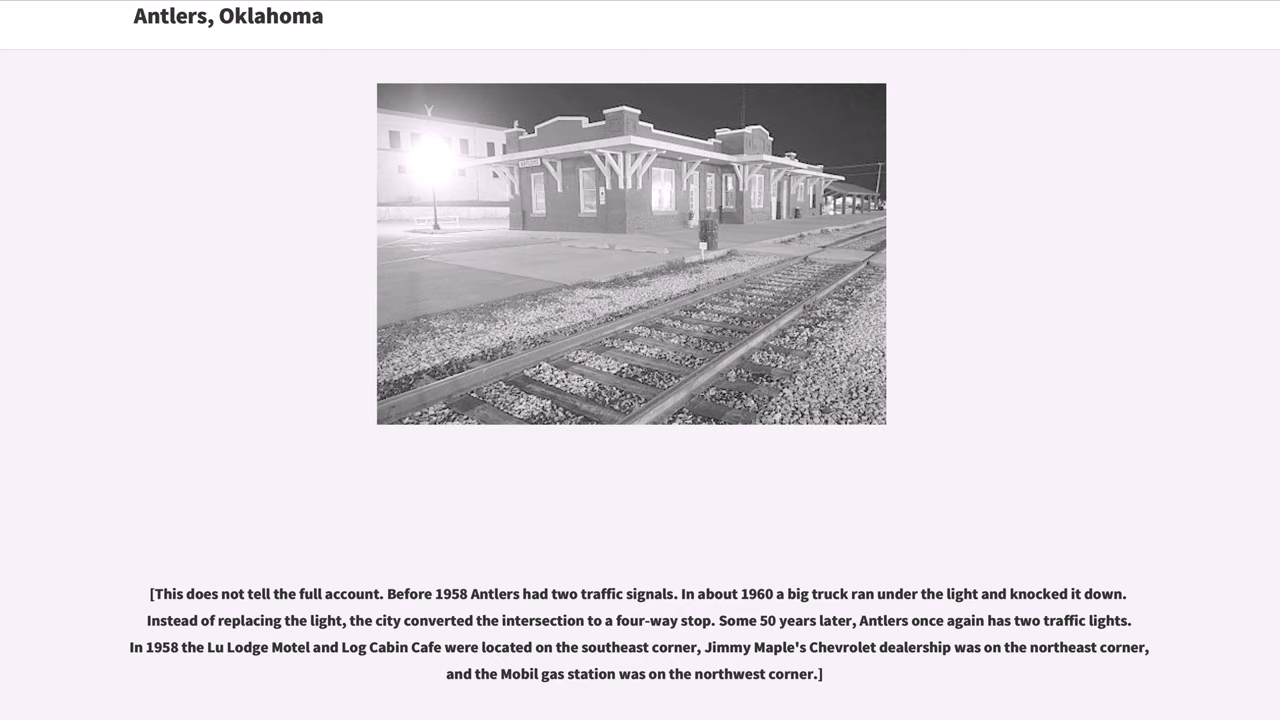 Antlers, Oklahoma
[This does not tell the full account. Before 1958 Antlers had two traffic signals. In about 1960 a big truck ran under the light and knocked it down.
Instead of replacing the light, the city converted the intersection to a four-way stop. Some 50 years later, Antlers once again has two traffic lights.
In 1958 the Lu Lodge Motel and Log Cabin Cafe were located on the southeast corner, Jimmy Maple's Chevrolet dealership was on the northeast corner,
and the Mobil gas station was on the northwest corner.]